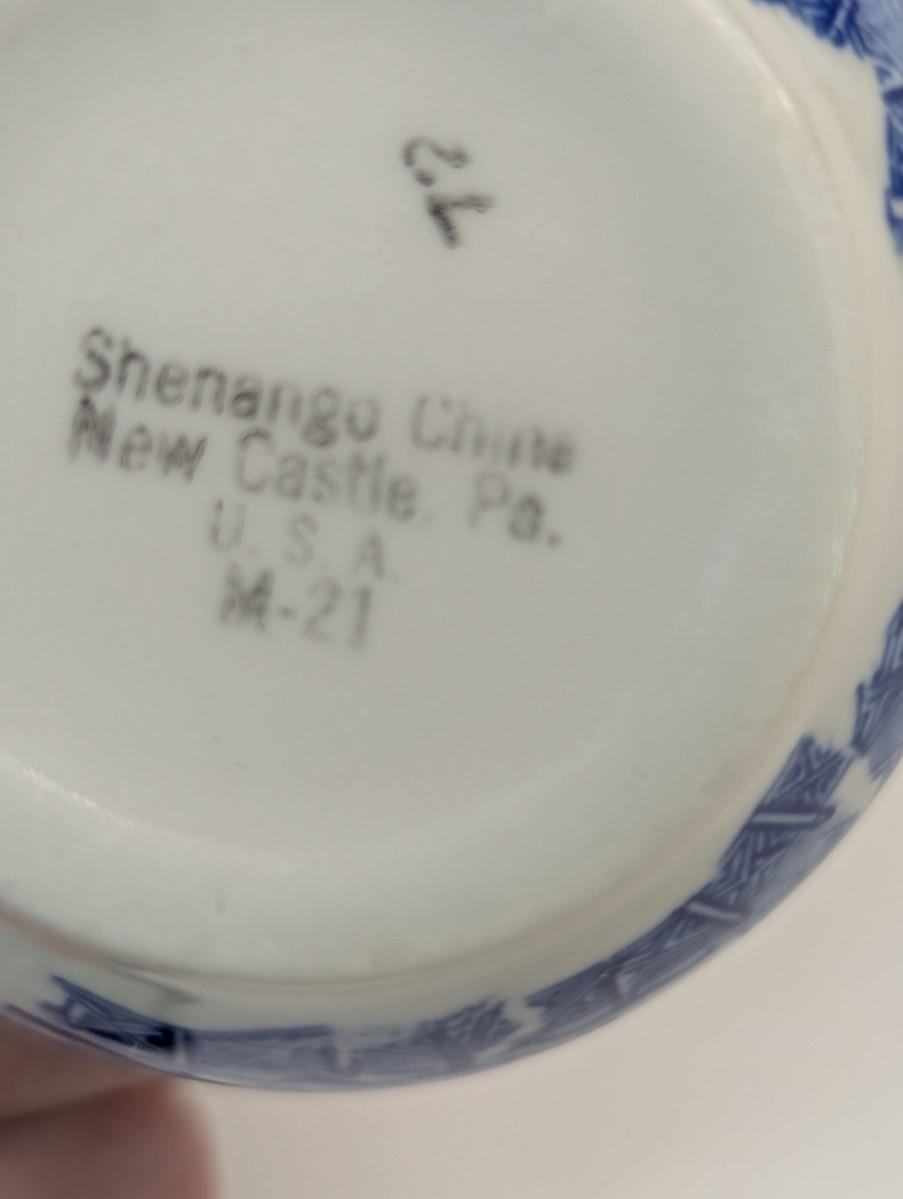 Shenango China
New Castle, Pa.
U. S. A.
M-21